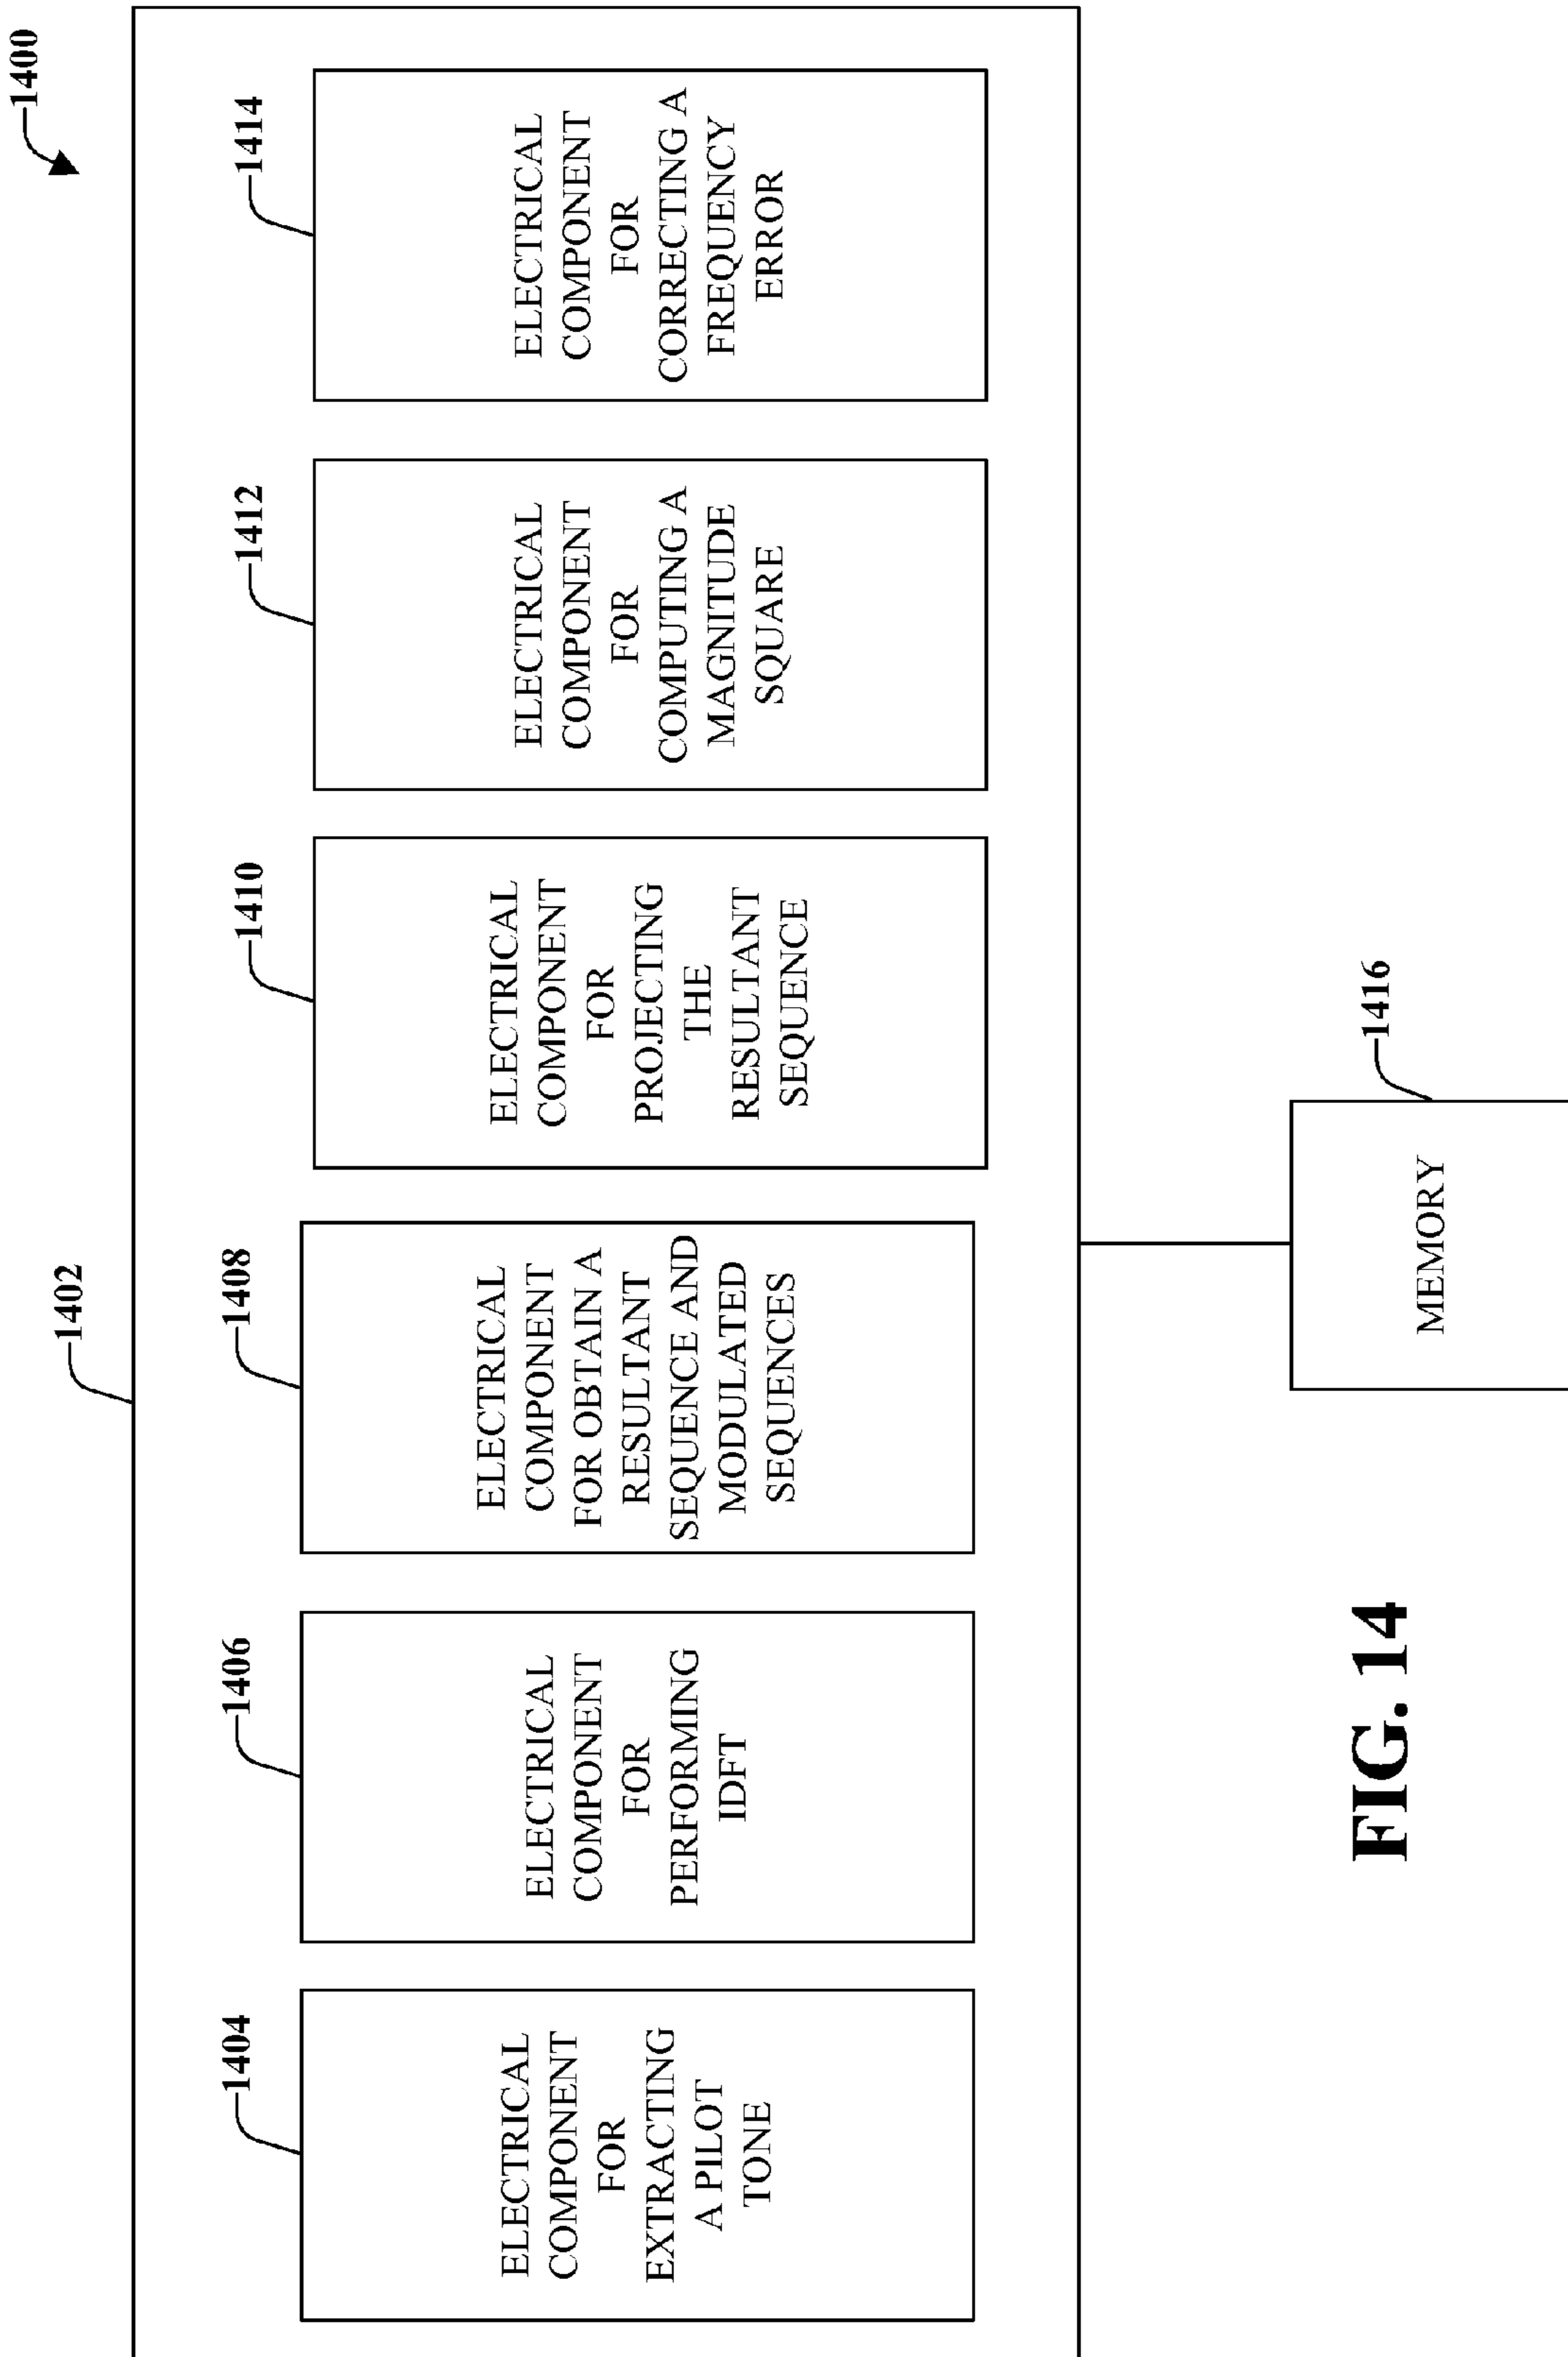 1400
1402
1404
ELECTRICAL
COMPONENT
FOR
EXTRACTING
A PILOT
TONE
1406
ELECTRICAL
COMPONENT
FOR
PERFORMING
IDFT
1408
ELECTRICAL
COMPONENT
FOR OBTAIN A
RESULTANT
SEQUENCE AND
MODULATED
SEQUENCES
1410
ELECTRICAL
COMPONENT
FOR
PROJECTING
THE
RESULTANT
SEQUENCE
1412
ELECTRICAL
COMPONENT
FOR
COMPUTING A
MAGNITUDE
SQUARE
1414
ELECTRICAL
COMPONENT
FOR
CORRECTING A
FREQUENCY
ERROR
1416
MEMORY
FIG. 14